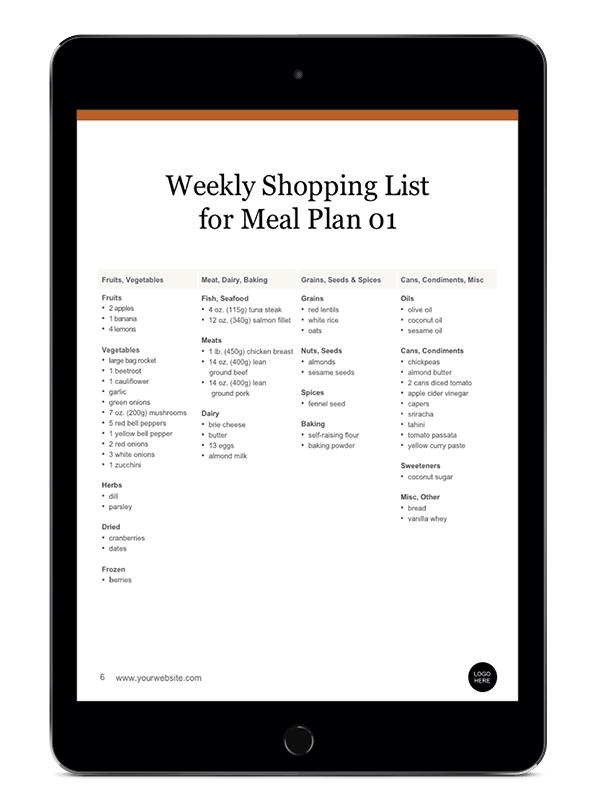 Weekly Shopping List
for Meal Plan 01
Fruits, Vegetables
Fruits
• 2 apples
• 1 banana
• 4 lemons
Vegetables
• large bag rocket
• 1 beetroot
• 1 cauliflower
• garlic
• green onions
• 7 oz. (200g) mushrooms
• 5 red bell peppers
• 1 yellow bell pepper
• 2 red onions
• 3 white onions
• 1 zucchini
Herbs
• dill
• parsley
Dried
• cranberries
• dates
Frozen
• berries
Meat, Dairy, Baking
Fish, Seafood
• 4 oz. (115g) tuna steak
• 12 oz. (340g) salmon fillet
Meats
• 1 lb. (450g) chicken breast
• 14 oz. (400g) lean
ground beef
• 14 oz. (400g) lean
ground pork
Dairy
• brie cheese
• butter
• 13 eggs
• almond milk
Grains, Seeds & Spices
Grains
• red lentils
• white rice
• oats
Nuts, Seeds
• almonds
• sesame seeds
Spices
• fennel seed
Baking
• self-raising flour
• baking powder
Cans, Condiments, Misc
Oils
• olive oil
• coconut oil
• sesame oil
Cans, Condiments
• chickpeas
• almond butter
• 2 cans diced tomato
• apple cider vinegar
• capers
• sriracha
• tahini
• tomato passata
• yellow curry paste
Sweeteners
• coconut sugar
Misc, Other
• bread
• vanilla whey
6 www.yourwebsite.com
LOGO
HERE